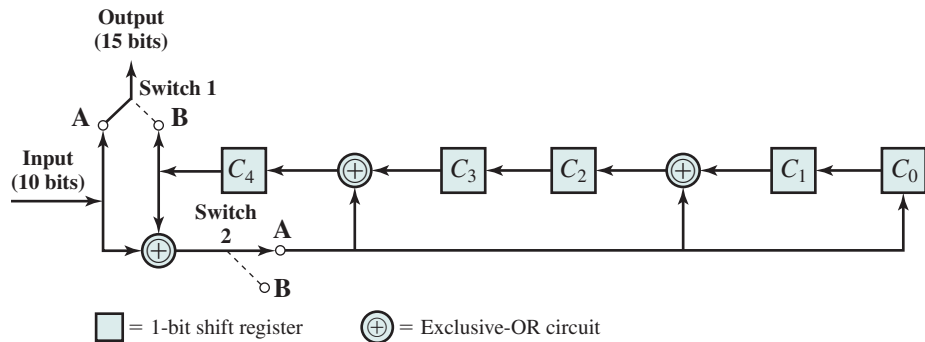 Output
(15 bits)
Switch 1
A
B
Input
(10 bits)
C4
C3
C2
C1
C0
Switch
2
A
B
= 1-bit shift register
= Exclusive-OR circuit